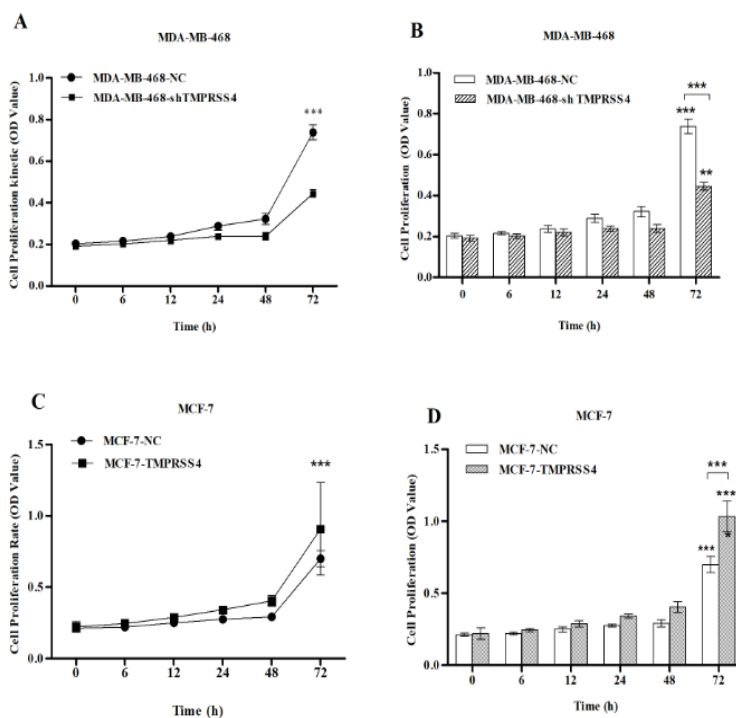 A
MDA-MB-468
MDA-MB-468-NC
MDA-MB-468-shTMPRSS4
***
Cell Proliferation kinetic (OD Value)
1.0
0.8
0.6
0.4
0.2
0.0
0 6 12 24 48 72
Time (h)
B
MDA-MB-468
MDA-MB-468-NC
MDA-MB-468-sh TMPRSS4
***
***
**
Cell Proliferation (OD Value)
1.0
0.8
0.6
0.4
0.2
0.0
0 6 12 24 48 72
Time (h)
C
MCF-7
MCF-7-NC
MCF-7-TMPRSS4
***
Cell Proliferation Rate (OD Value)
1.5
1.0
0.5
0.0
0 6 12 24 48 72
Time (h)
D
MCF-7
MCF-7-NC
MCF-7-TMPRSS4
***
***
***
*
Cell Proliferation (OD Value)
1.5
1.0
0.5
0.0
0 6 12 24 48 72
Time (h)